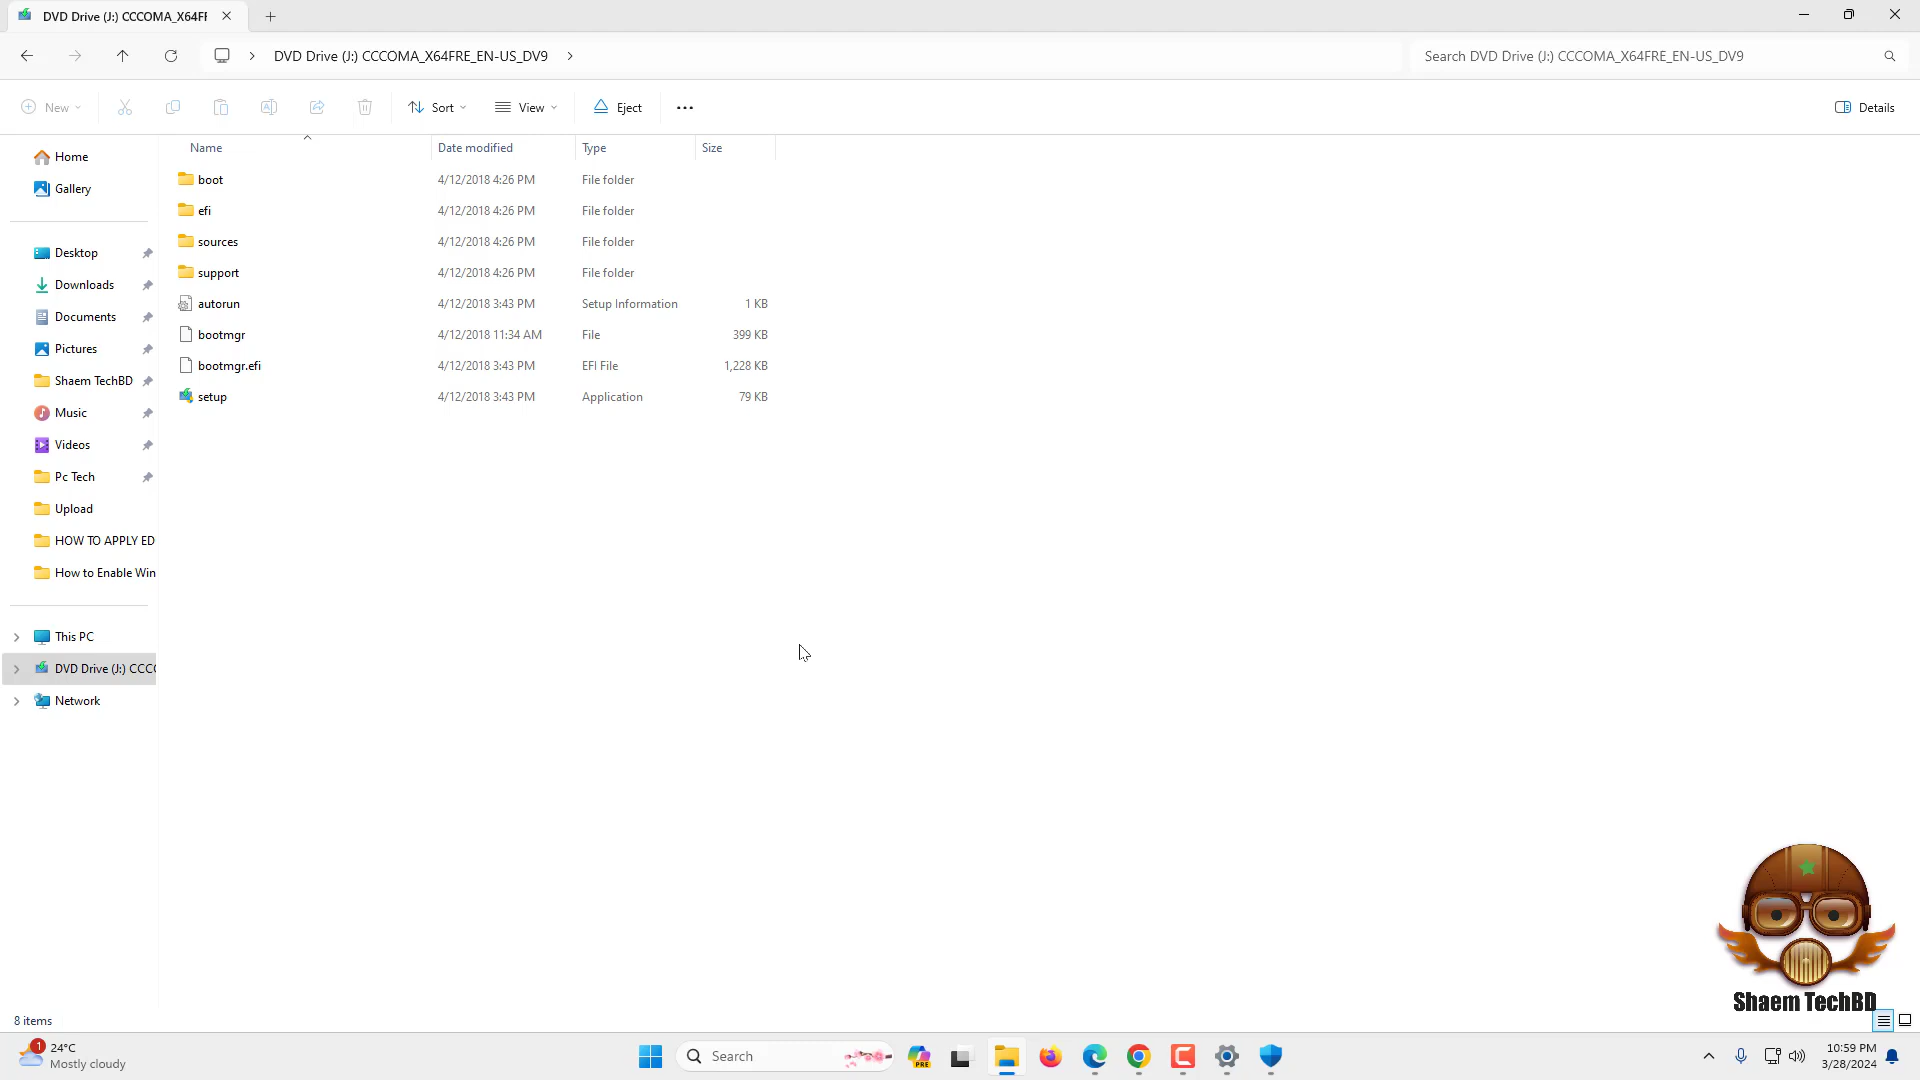 DVD Drive (J:) CCCOMA_X64FF
DVD Drive (J:) CCCOMA_X64FRE_EN-US_DV9
Search DVD Drive (J:) CCCOMA_X64FRE_EN-US_DV9
New
Sort
View
Eject
Details
Name Date modified Type Size
Home
Gallery
Desktop
Downloads
Documents
Pictures
Shaem TechBD
Music
Videos
Pc Tech
Upload
HOW TO APPLY ED
How to Enable Win
This PC
DVD Drive (J:) CCC
Network
boot 4/12/2018 4:26 PM File folder
efi 4/12/2018 4:26 PM File folder
sources 4/12/2018 4:26 PM File folder
support 4/12/2018 4:26 PM File folder
autorun 4/12/2018 3:43 PM Setup Information 1 KB
bootmgr 4/12/2018 11:34 AM File 399 KB
bootmgr.efi 4/12/2018 3:43 PM EFI File 1,228 KB
setup 4/12/2018 3:43 PM Application 79 KB
Shaem TechBD
8 items
1
24°C
Mostly cloudy
Search
PRE
10:59 PM
3/28/2024